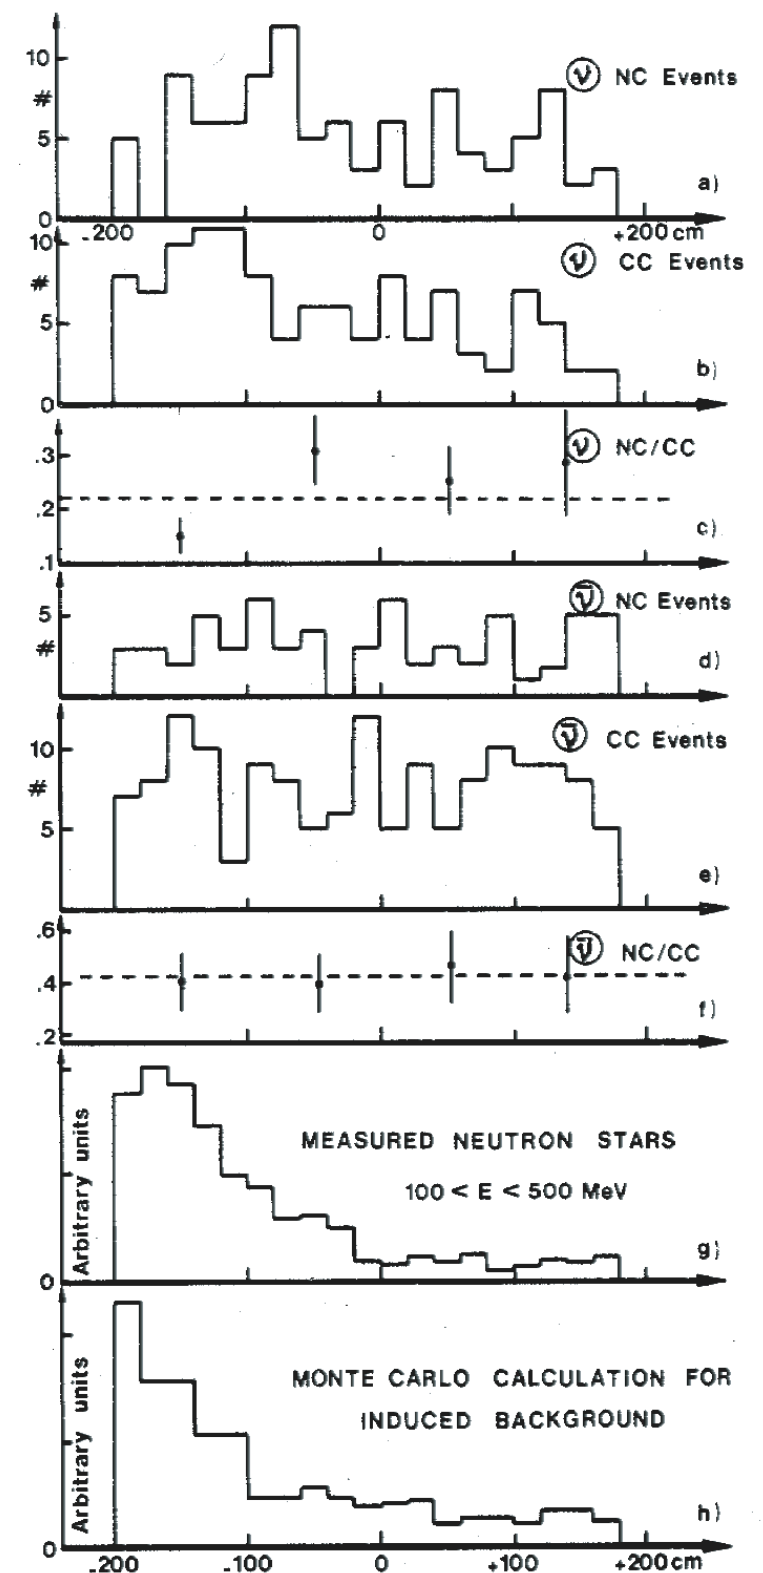 10
ν NC Events
#
5
a)
0
-200 0 +200 cm
10
ν CC Events
#
5
b)
0
.3
ν NC/CC
.2
c)
.1
5
ν̄ NC Events
#
d)
10
ν̄ CC Events
#
5
e)
.6
ν̄ NC/CC
.4
f)
.2
Arbitrary units
MEASURED NEUTRON STARS
100 < E < 500 MeV
g)
0
Arbitrary units
MONTE CARLO CALCULATION FOR
INDUCED BACKGROUND
h)
0
-200 -100 0 +100 +200 cm